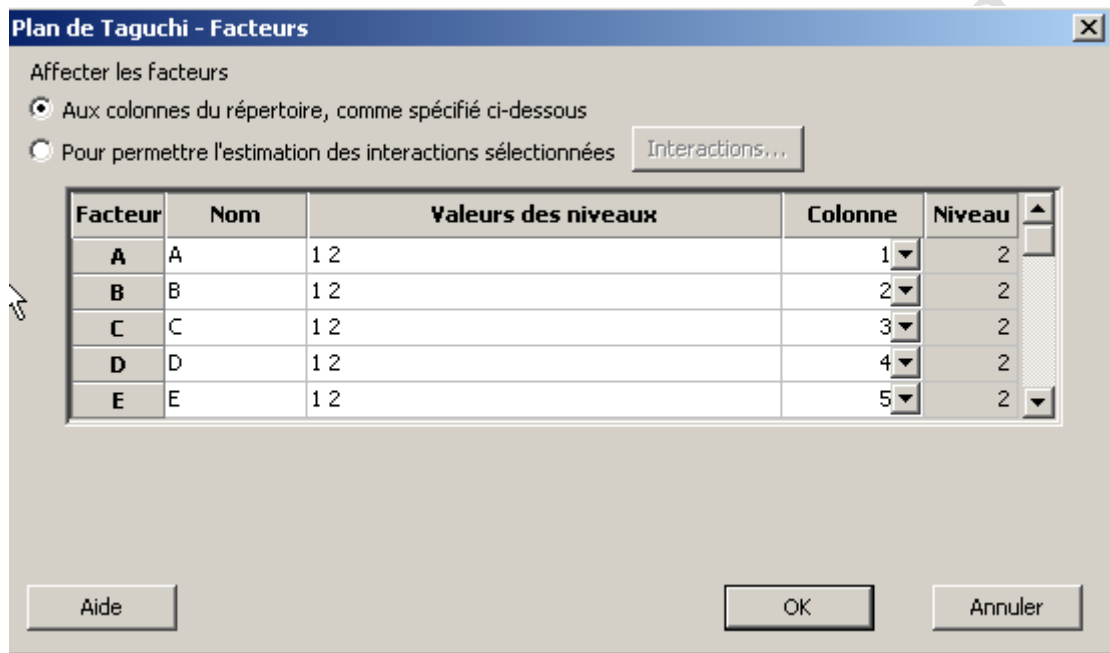 Plan de Taguchi - Facteurs
Affecter les facteurs
Aux colonnes du répertoire, comme spécifié ci-dessous
Pour permettre l'estimation des interactions sélectionnées Interactions...
Facteur Nom Valeurs des niveaux Colonne Niveau
A A 1 2 1 2
B B 1 2 2 2
C C 1 2 3 2
D D 1 2 4 2
E E 1 2 5 2
Aide OK Annuler